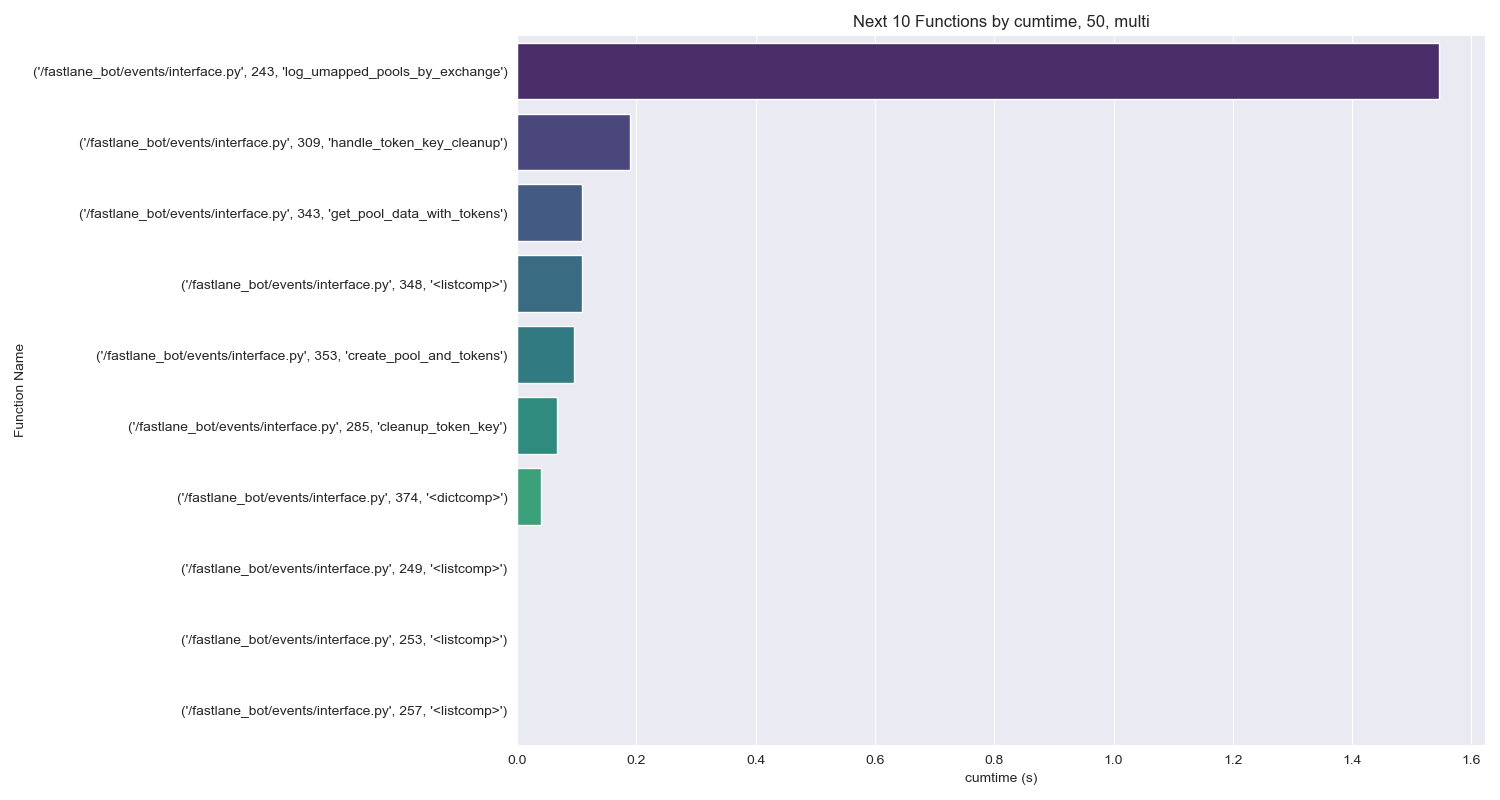 Next 10 Functions by cumtime, 50, multi
('/fastlane_bot/events/interface.py', 243, 'log_umapped_pools_by_exchange')
('/fastlane_bot/events/interface.py', 309, 'handle_token_key_cleanup')
('/fastlane_bot/events/interface.py', 343, 'get_pool_data_with_tokens')
('/fastlane_bot/events/interface.py', 348, '<listcomp>')
('/fastlane_bot/events/interface.py', 353, 'create_pool_and_tokens')
('/fastlane_bot/events/interface.py', 285, 'cleanup_token_key')
('/fastlane_bot/events/interface.py', 374, '<dictcomp>')
('/fastlane_bot/events/interface.py', 249, '<listcomp>')
('/fastlane_bot/events/interface.py', 253, '<listcomp>')
('/fastlane_bot/events/interface.py', 257, '<listcomp>')
Function Name
0.0 0.2 0.4 0.6 0.8 1.0 1.2 1.4 1.6
cumtime (s)